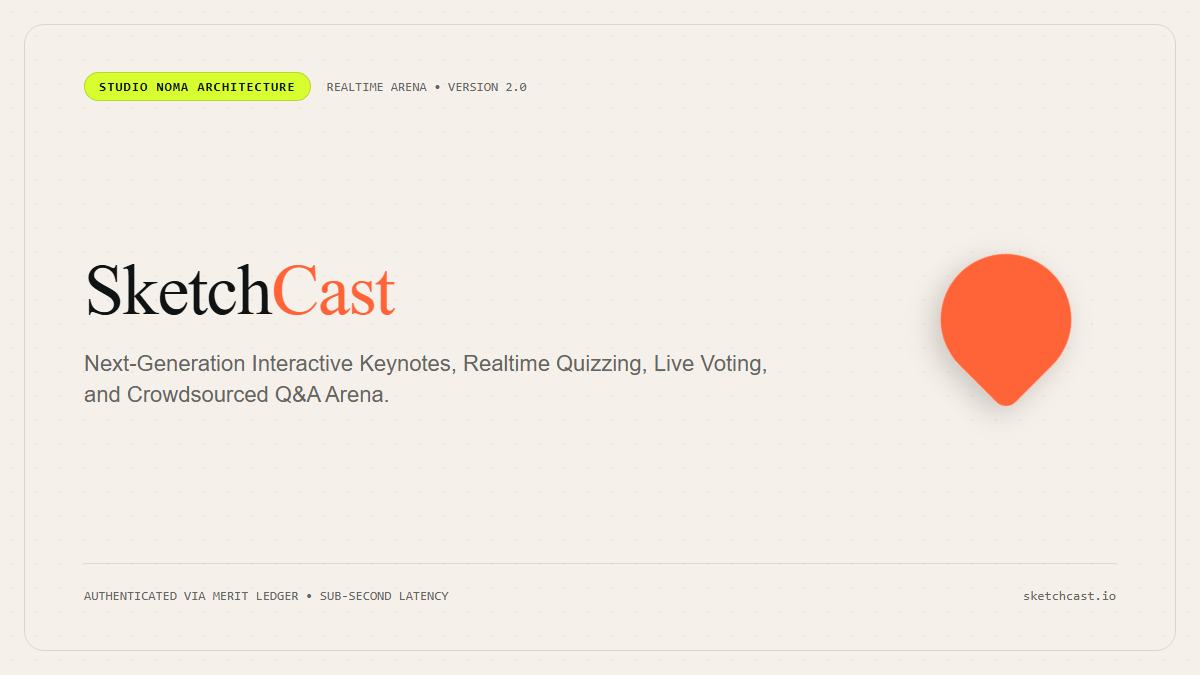 STUDIO NOMA ARCHITECTURE REALTIME ARENA • VERSION 2.0
SketchCast
Next-Generation Interactive Keynotes, Realtime Quizzing, Live Voting,
and Crowdsourced Q&A Arena.
AUTHENTICATED VIA MERIT LEDGER • SUB-SECOND LATENCY
sketchcast.io